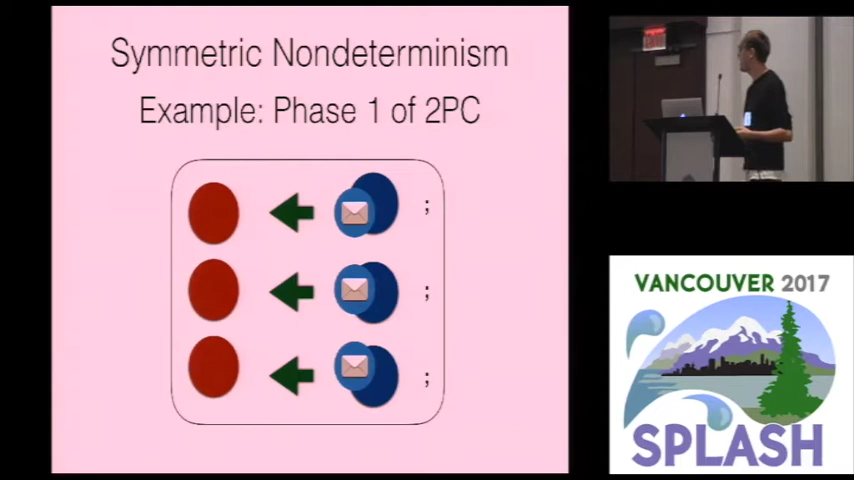 Symmetric Nondeterminism
Example: Phase 1 of 2PC
;
;
;
VANCOUVER 2017
SPLASH